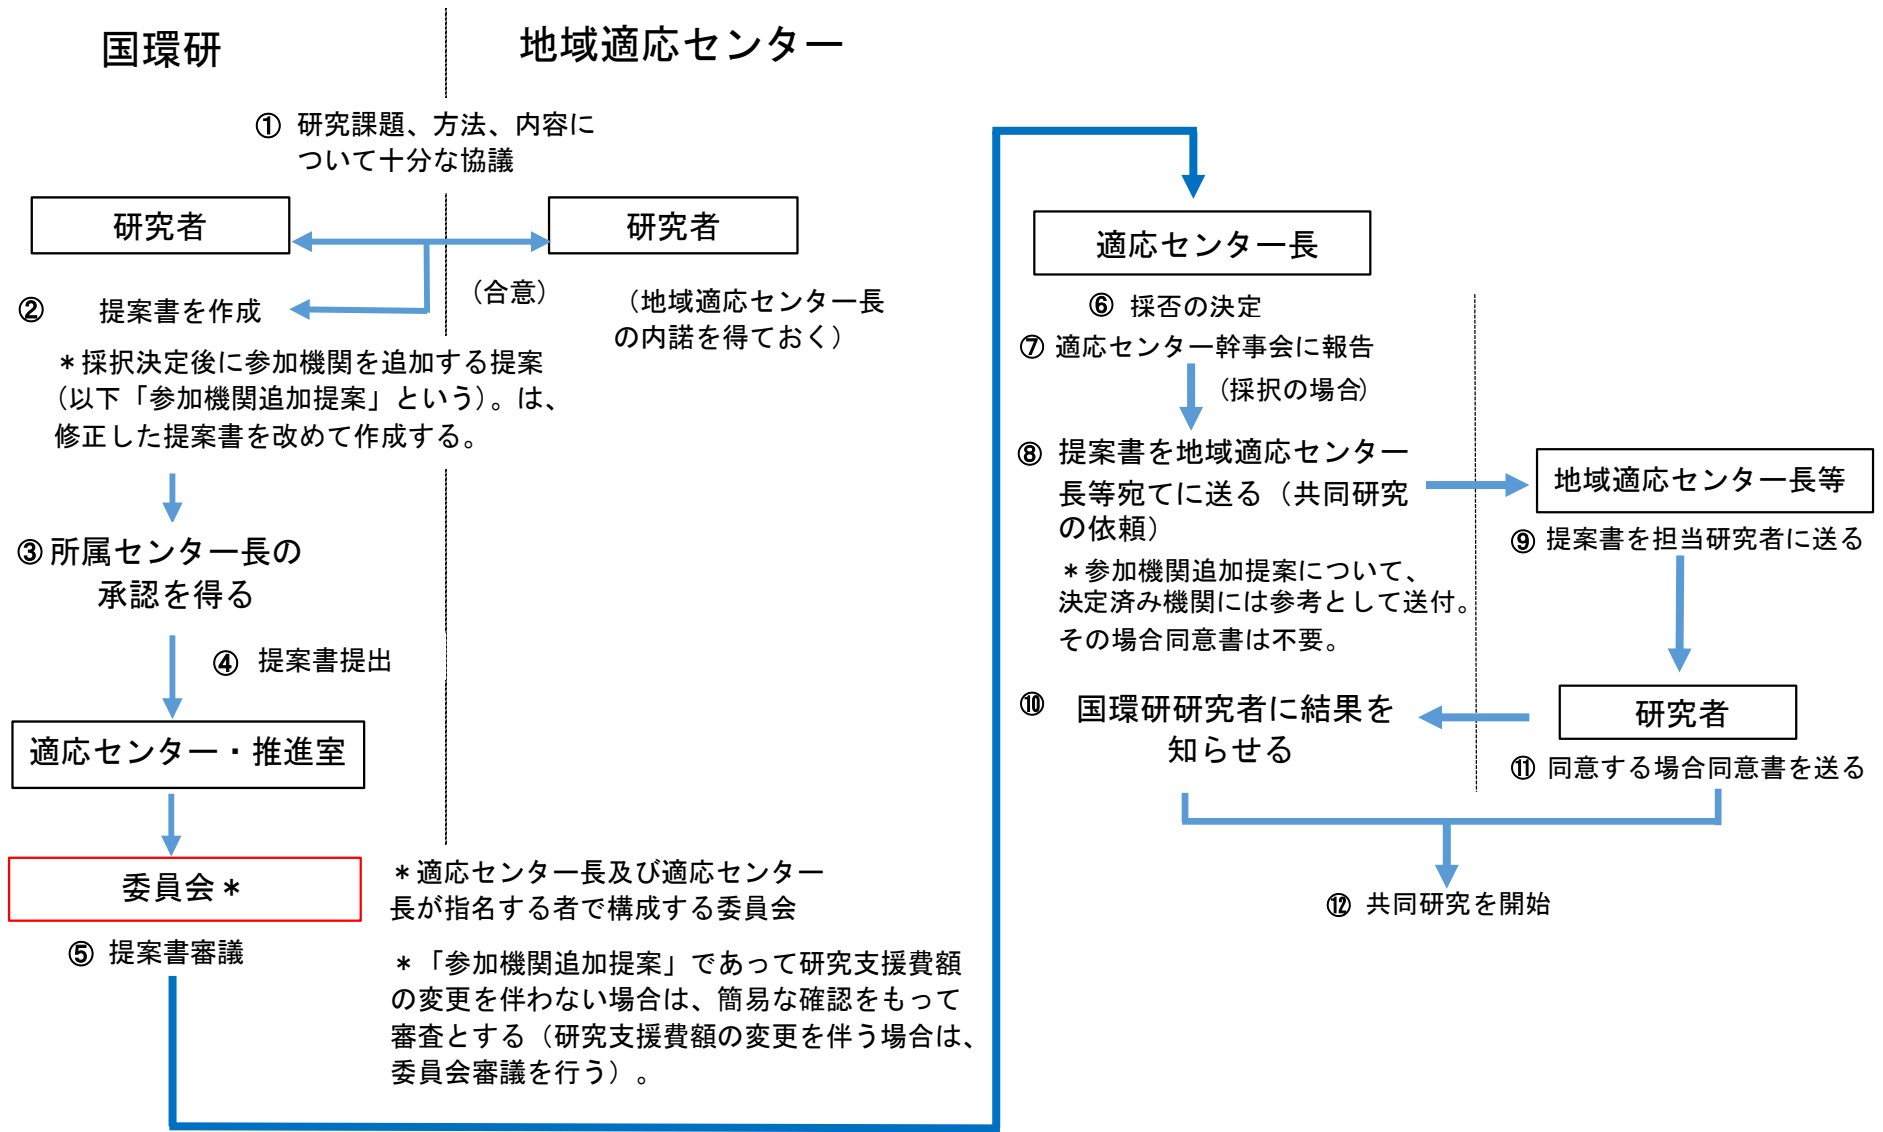 国環研
地域適応センター
① 研究課題、方法、内容に
ついて十分な協議
研究者
研究者
(合意)
② 提案書を作成
(地域適応センター長
の内諾を得ておく)
＊採択決定後に参加機関を追加する提案
(以下「参加機関追加提案」という)。は、
修正した提案書を改めて作成する。
③所属センター長の
承認を得る
④ 提案書提出
適応センター・推進室
委員会＊
⑤ 提案書審議
＊適応センター長及び適応センター
長が指名する者で構成する委員会
＊「参加機関追加提案」であって研究支援費額
の変更を伴わない場合は、簡易な確認をもって
審査とする（研究支援費額の変更を伴う場合は、
委員会審議を行う）。
適応センター長
⑥ 採否の決定
⑦ 適応センター幹事会に報告
(採択の場合)
⑧ 提案書を地域適応センター
長等宛てに送る（共同研究
の依頼）
＊参加機関追加提案について、
決定済み機関には参考として送付。
その場合同意書は不要。
地域適応センター長等
⑨ 提案書を担当研究者に送る
⑩ 国環研研究者に結果を
知らせる
研究者
⑪ 同意する場合同意書を送る
⑫ 共同研究を開始